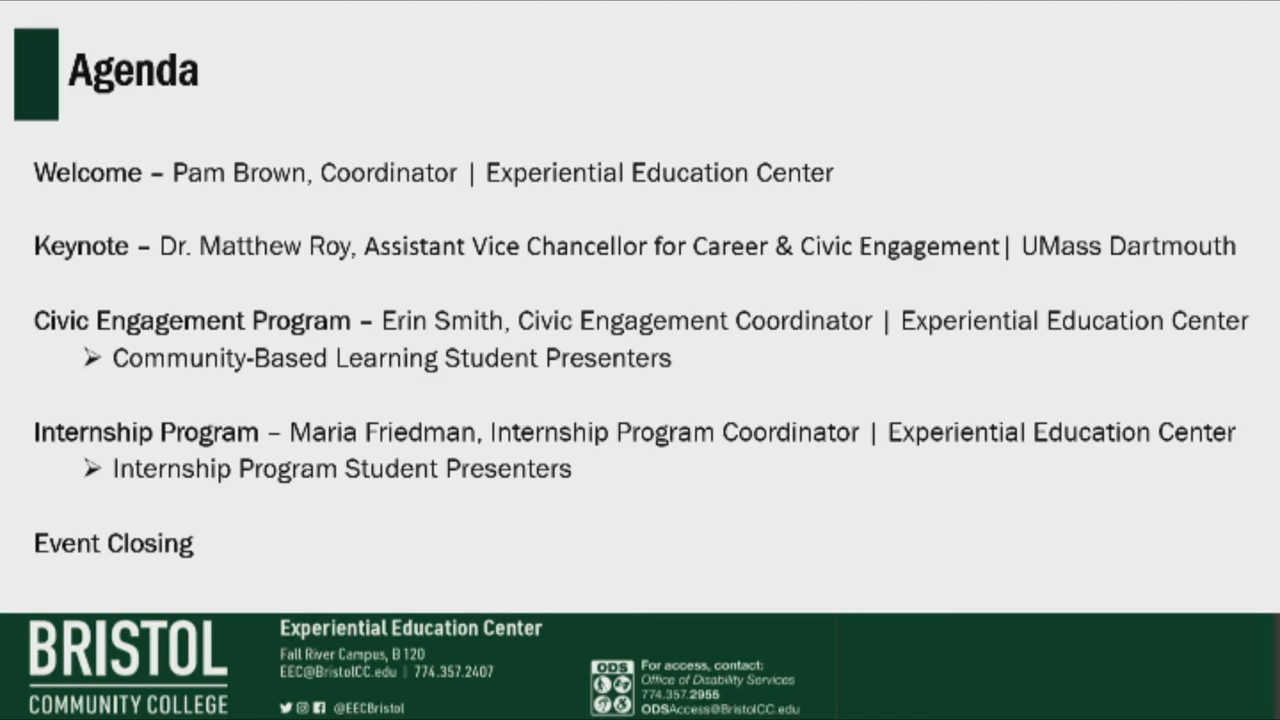 Agenda
Welcome – Pam Brown, Coordinator | Experiential Education Center
Keynote – Dr. Matthew Roy, Assistant Vice Chancellor for Career & Civic Engagement| UMass Dartmouth
Civic Engagement Program – Erin Smith, Civic Engagement Coordinator | Experiential Education Center
➢ Community-Based Learning Student Presenters
Internship Program – Maria Friedman, Internship Program Coordinator | Experiential Education Center
➢ Internship Program Student Presenters
Event Closing
BRISTOL
COMMUNITY COLLEGE
Experiential Education Center
Fall River Campus, B120
EEC@BristolCC.edu | 774.357.2407
@EECBristol
ODS
For access, contact:
Office of Disability Services
774.357.2955
ODSAccess@BristolCC.edu